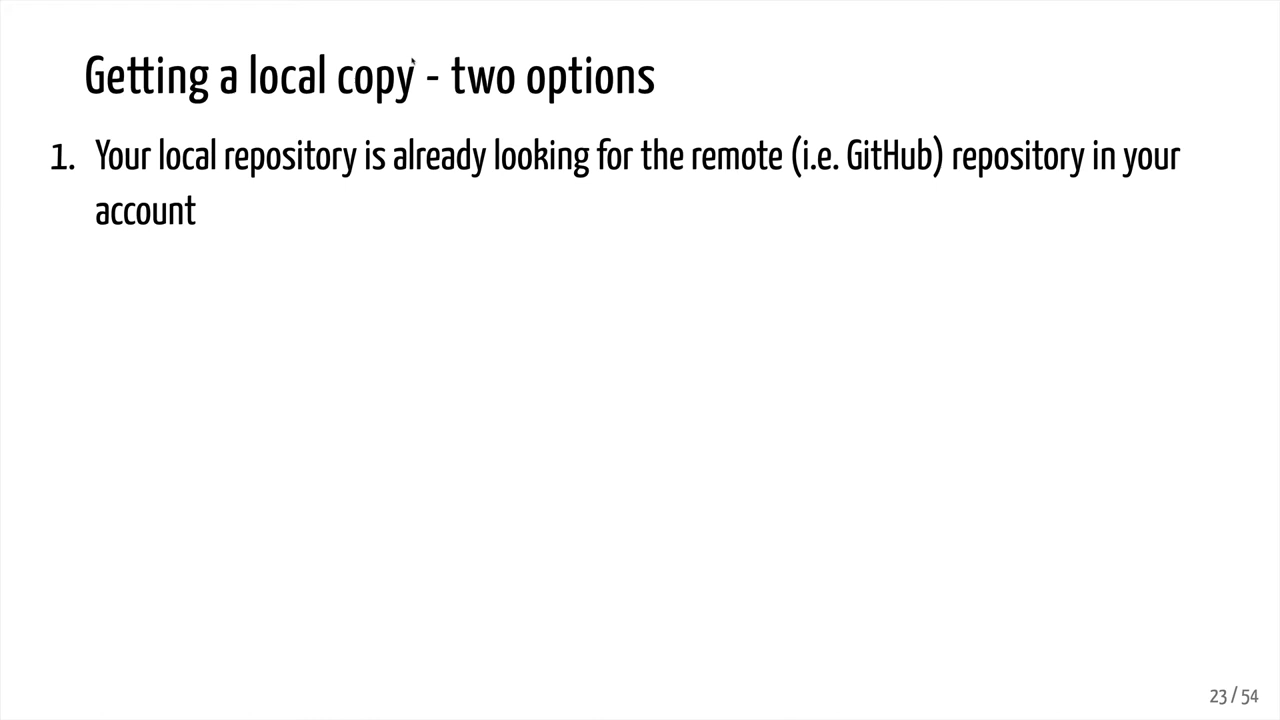 Getting a local copy - two options
1. Your local repository is already looking for the remote (i.e. GitHub) repository in your
account
23 / 54